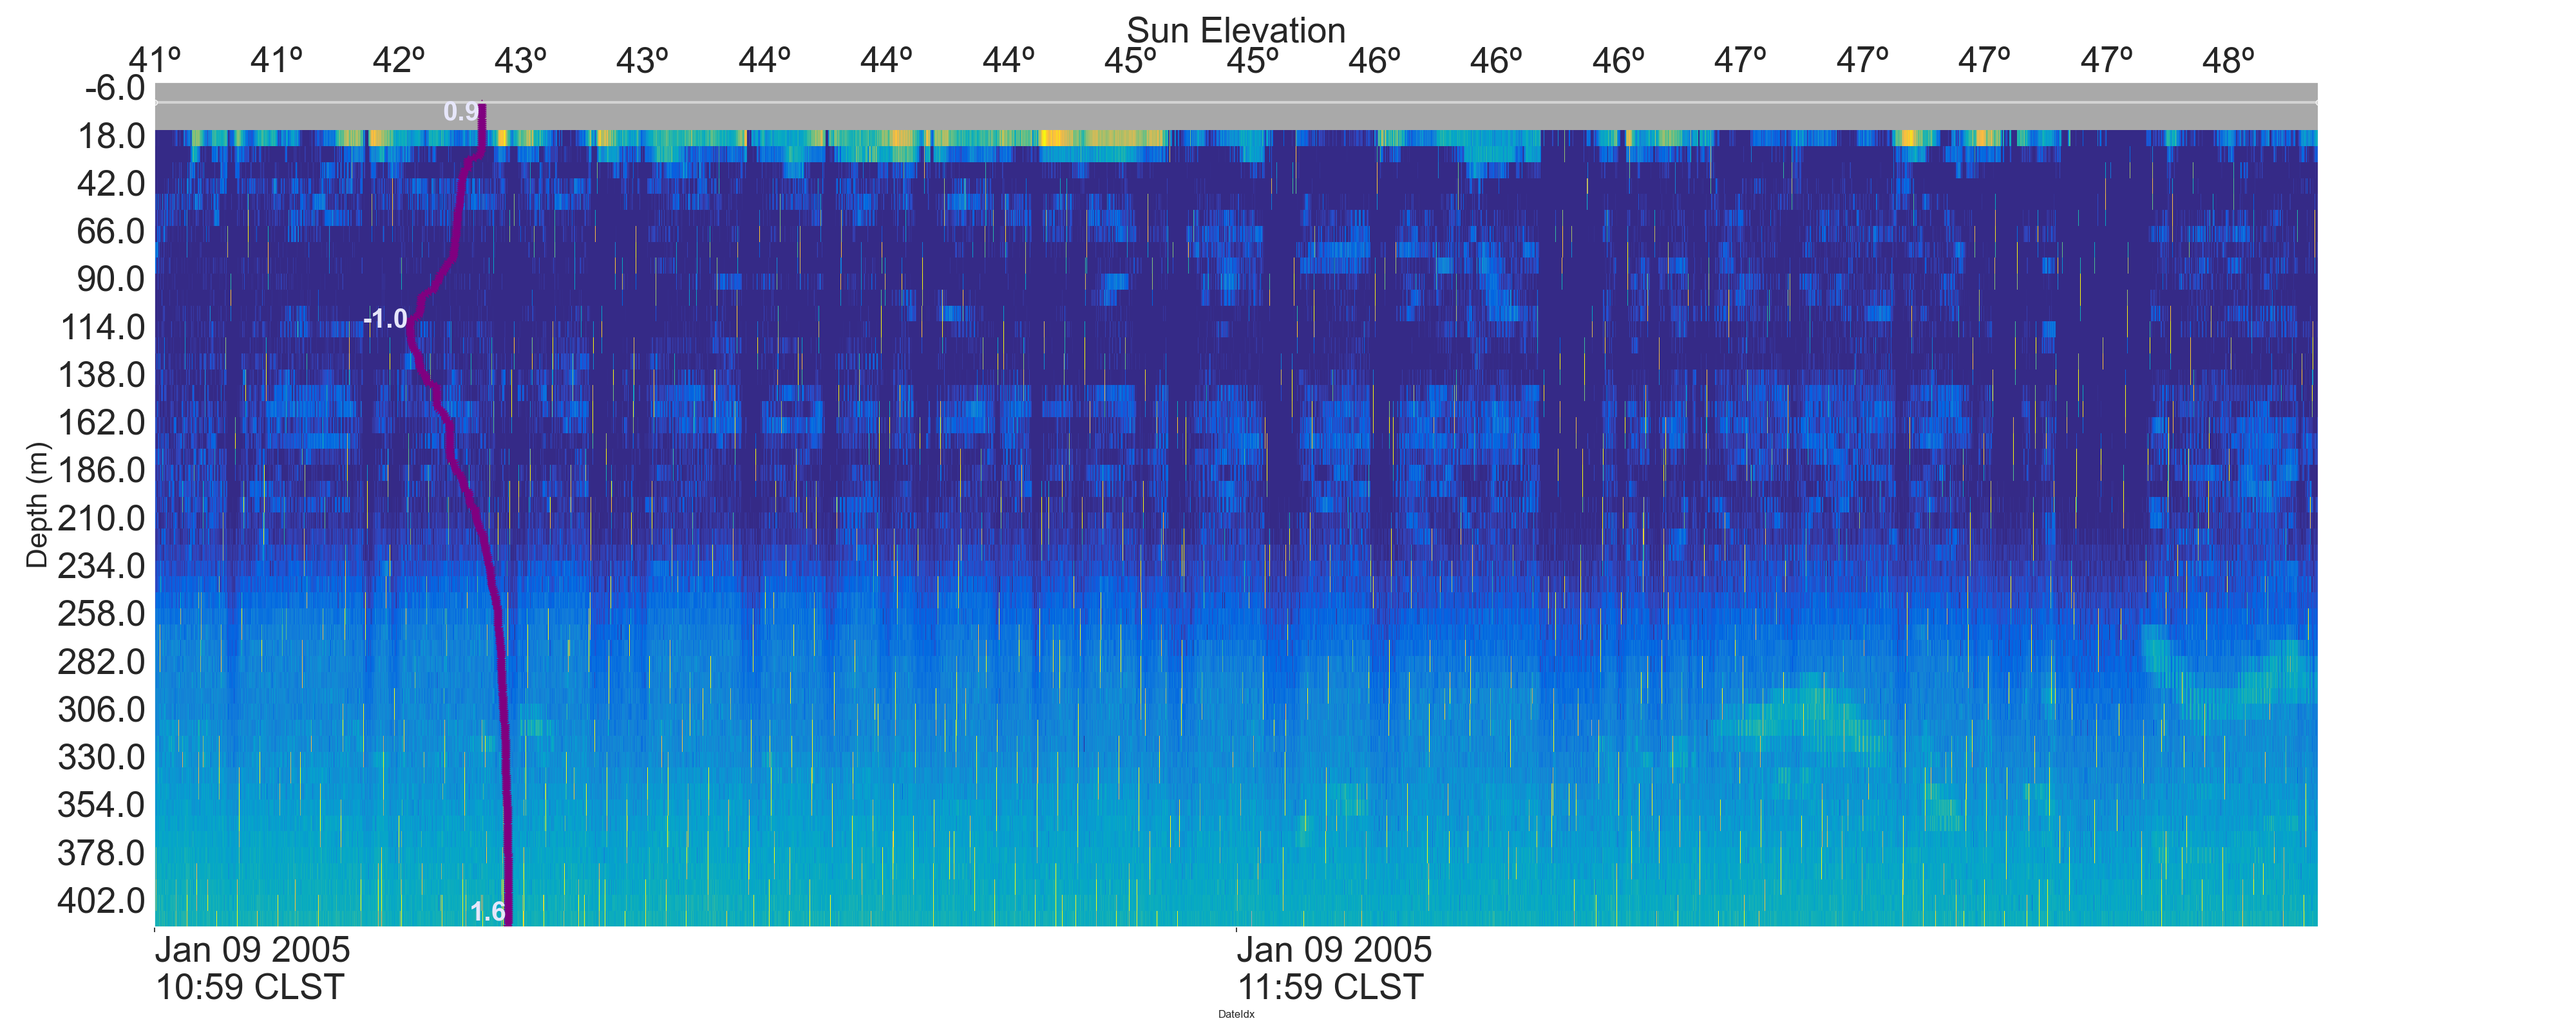 Sun Elevation
41º 41º 42º 43º 43º 44º 44º 44º 45º 45º 46º 46º 46º 47º 47º 47º 47º 48º
-6.0
0.9
18.0
42.0
66.0
90.0
-1.0
114.0
138.0
162.0
186.0
210.0
234.0
258.0
282.0
306.0
330.0
354.0
378.0
402.0
1.6
Depth (m)
Jan 09 2005
10:59 CLST
Jan 09 2005
11:59 CLST
DateIdx